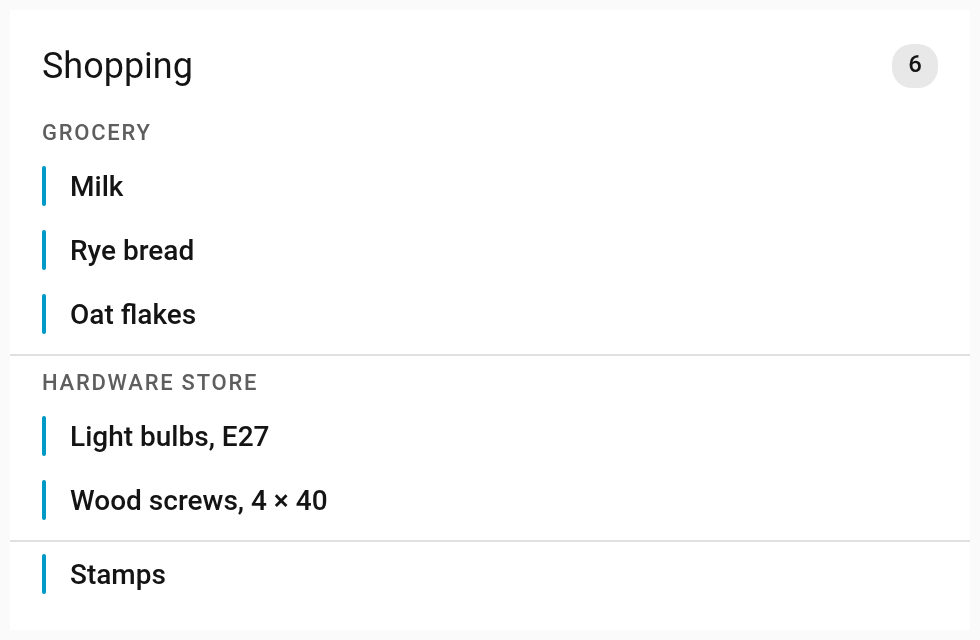 Shopping
6
GROCERY
Milk
Rye bread
Oat flakes
HARDWARE STORE
Light bulbs, E27
Wood screws, 4 × 40
Stamps